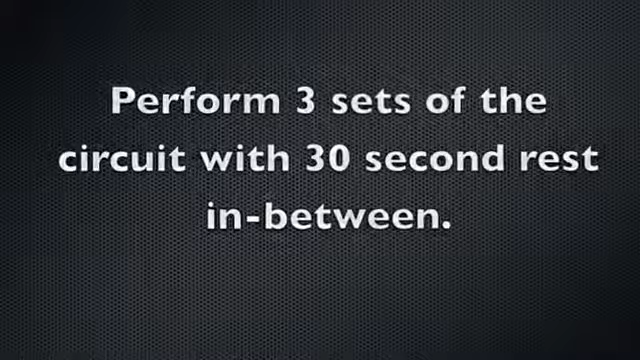 Perform 3 sets of the
circuit with 30 second rest
in-between.